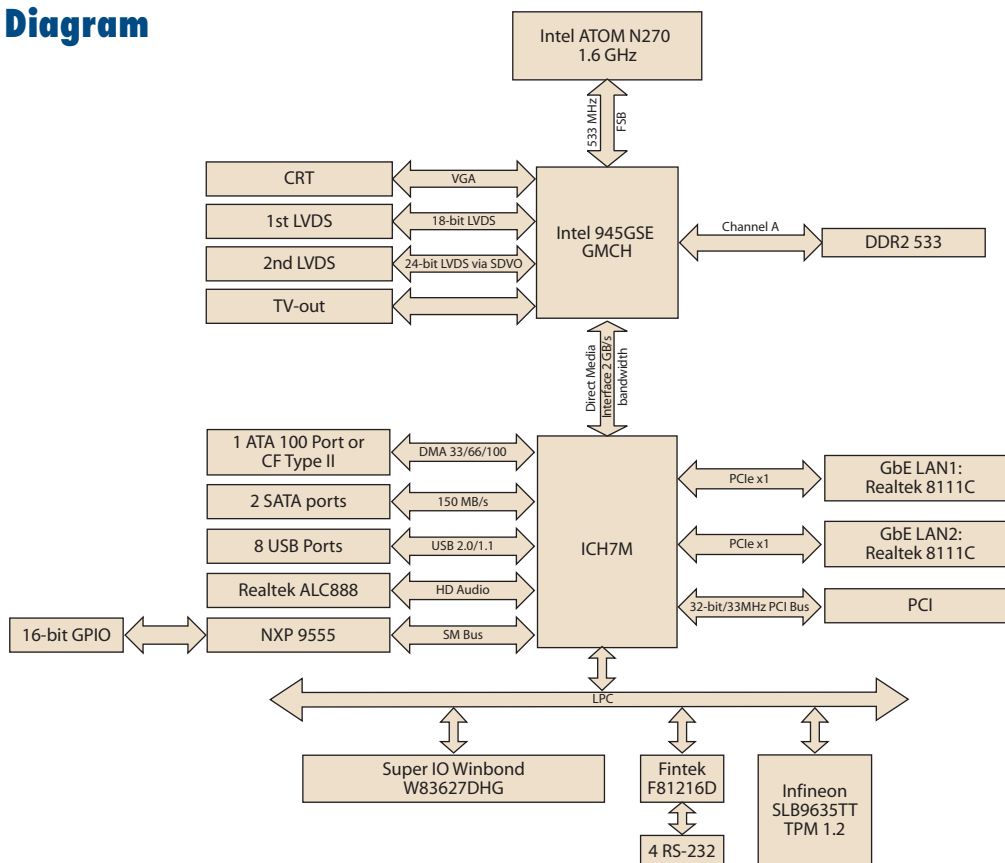 Diagram
Intel ATOM N270
1.6 GHz
533 MHz
FSB
CRT
VGA
1st LVDS
18-bit LVDS
2nd LVDS
24-bit LVDS via SDVO
TV-out
Intel 945GSE
GMCH
Channel A
DDR2 533
Direct Media
Interface 2 GB/s
bandwidth
1 ATA 100 Port or
CF Type II
DMA 33/66/100
2 SATA ports
150 MB/s
8 USB Ports
USB 2.0/1.1
Realtek ALC888
HD Audio
16-bit GPIO
NXP 9555
SM Bus
ICH7M
PCIe x1
GbE LAN1:
Realtek 8111C
PCIe x1
GbE LAN2:
Realtek 8111C
32-bit/33MHz PCI Bus
PCI
LPC
Super IO Winbond
W83627DHG
Fintek
F81216D
4 RS-232
Infineon
SLB9635TT
TPM 1.2